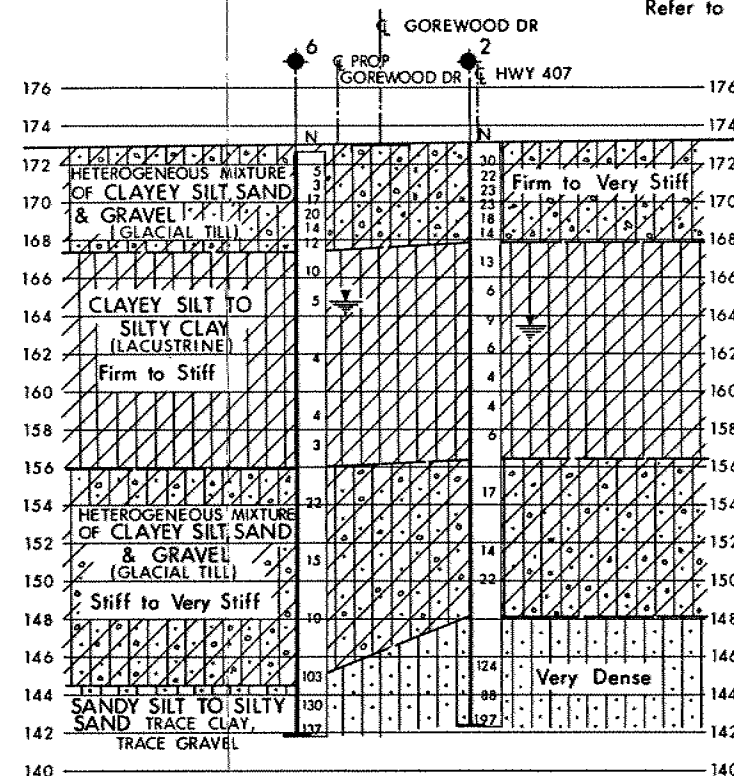 Refer to
℄ GOREWOOD DR
6
℄ PROP
GOREWOOD DR
2
℄ HWY 407
176
176
174
N
N
174
172
HETEROGENEOUS MIXTURE
OF CLAYEY SILT, SAND
& GRAVEL
(GLACIAL TILL)
5
3
17
20
14
12
30
22
23
23
18
14
Firm to Very Stiff
172
170
170
168
168
166
10
13
166
CLAYEY SILT TO
SILTY CLAY
(LACUSTRINE)
Firm to Stiff
5
6
164
9
164
162
4
6
162
160
4
160
4
4
158
3
6
158
156
156
HETEROGENEOUS MIXTURE
OF CLAYEY SILT, SAND
& GRAVEL
(GLACIAL TILL)
Stiff to Very Stiff
17
154
154
152
15
14
152
150
22
150
148
148
146
103
124
146
Very Dense
144
88
144
SANDY SILT TO SILTY
SAND TRACE CLAY,
TRACE GRAVEL
130
137
197
142
142
140
140